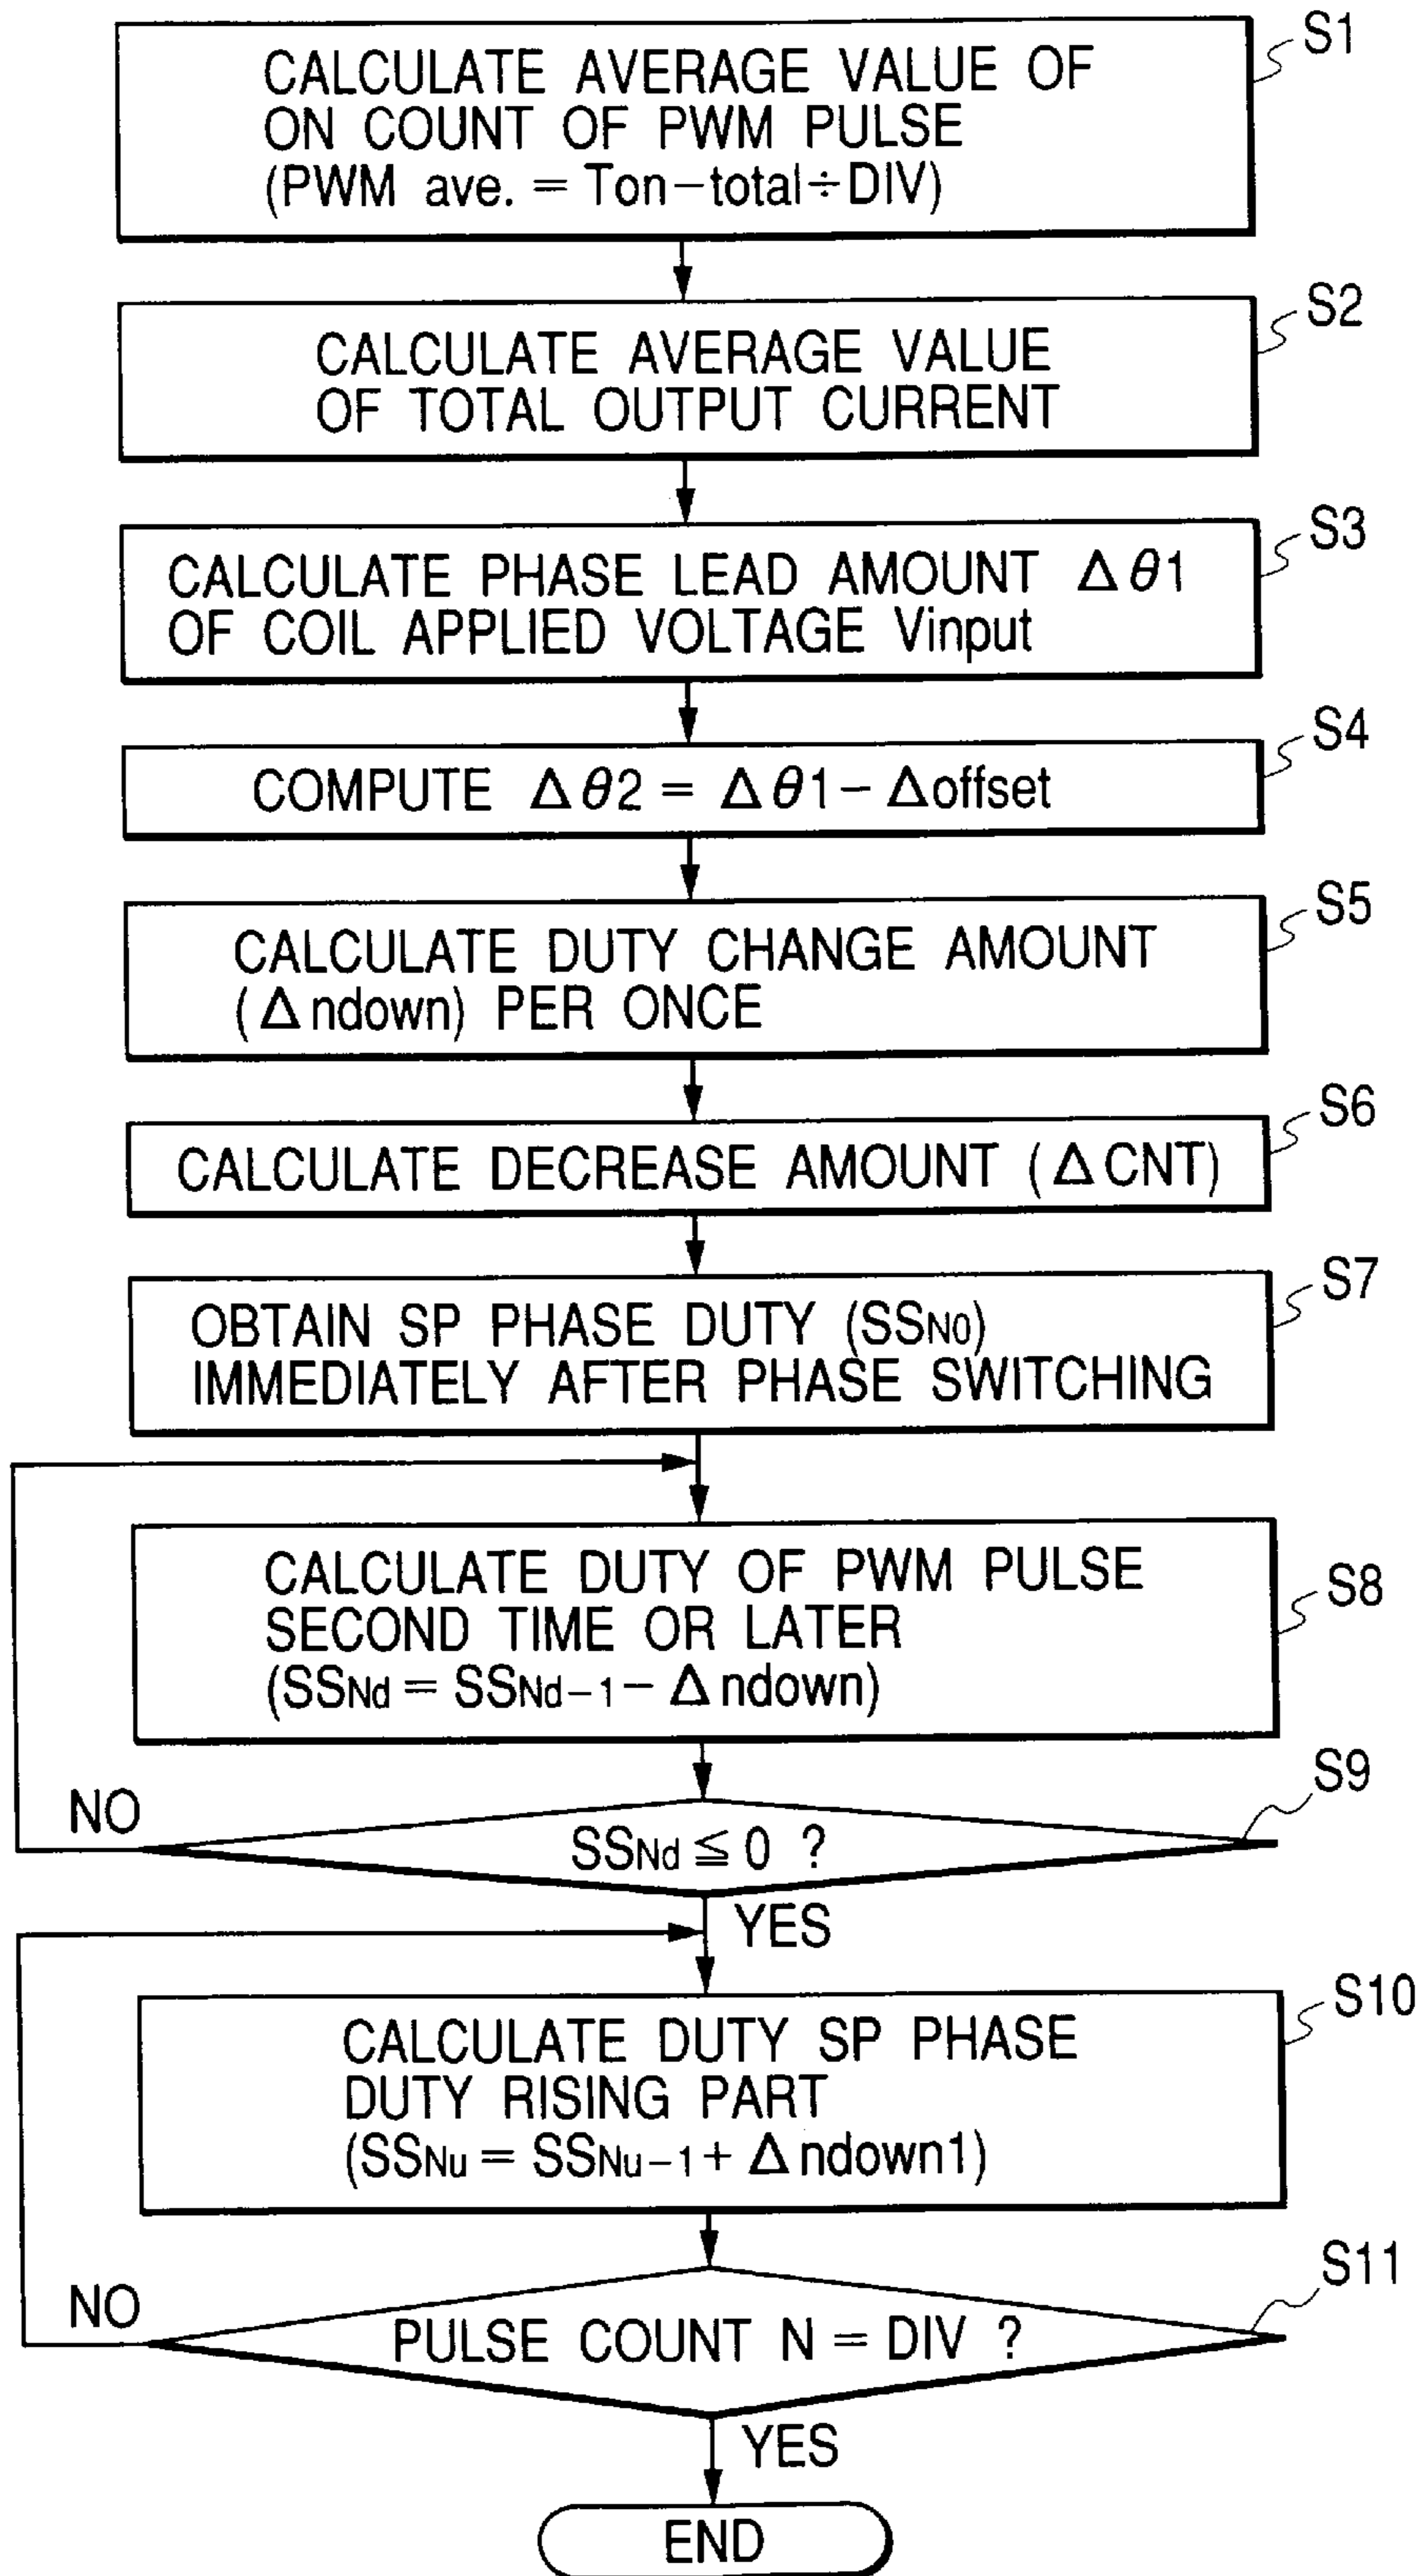 S1
CALCULATE AVERAGE VALUE OF
ON COUNT OF PWM PULSE
(PWM ave. = Ton-total÷DIV)
S2
CALCULATE AVERAGE VALUE
OF TOTAL OUTPUT CURRENT
S3
CALCULATE PHASE LEAD AMOUNT Δθ1
OF COIL APPLIED VOLTAGE Vinput
S4
COMPUTE Δθ2 = Δθ1 - Δoffset
S5
CALCULATE DUTY CHANGE AMOUNT
(Δndown) PER ONCE
S6
CALCULATE DECREASE AMOUNT (ΔCNT)
S7
OBTAIN SP PHASE DUTY (SSN0)
IMMEDIATELY AFTER PHASE SWITCHING
S8
CALCULATE DUTY OF PWM PULSE
SECOND TIME OR LATER
(SSNd = SSNd-1 - Δndown)
S9
NO
SSNd ≦ 0 ?
YES
S10
CALCULATE DUTY SP PHASE
DUTY RISING PART
(SSNu = SSNu-1 + Δndown1)
S11
NO
PULSE COUNT N = DIV ?
YES
END